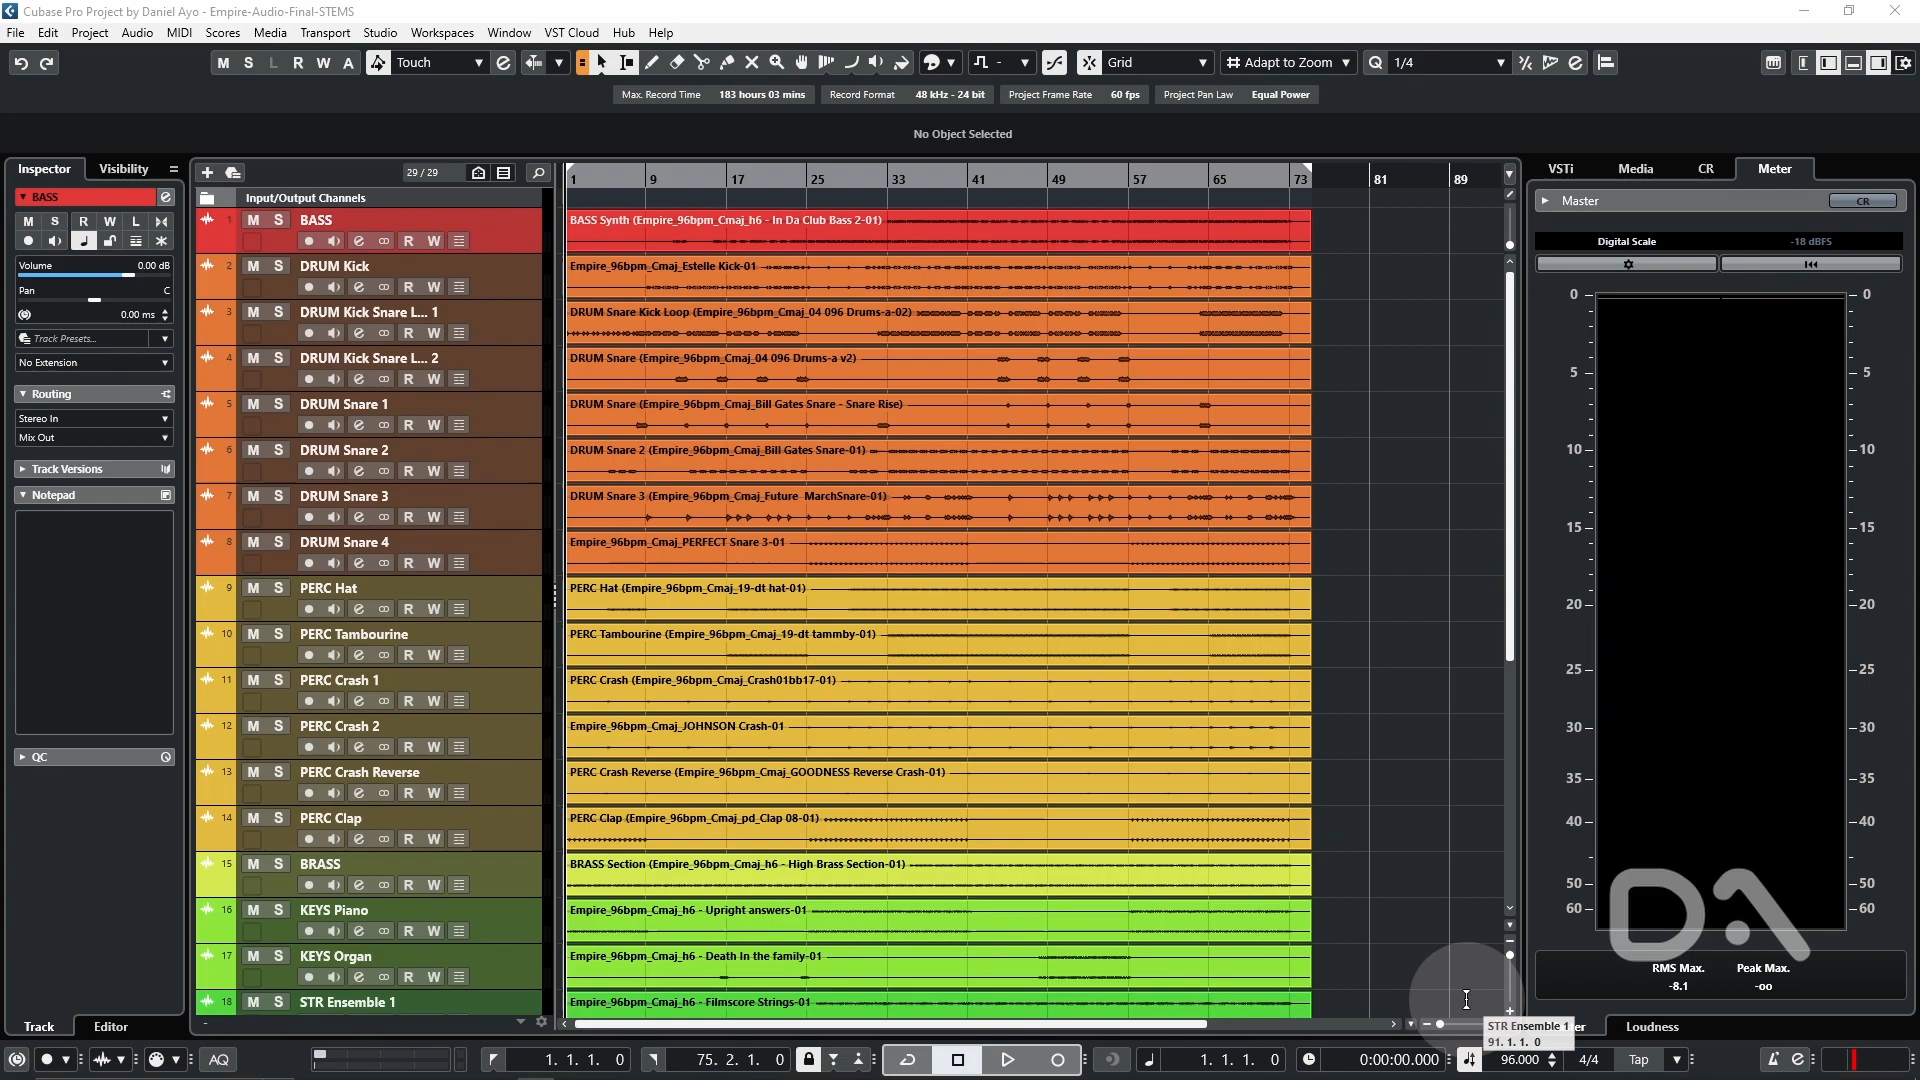 Cubase Pro Project by Daniel Ayo - Empire-Audio-Final-STEMS
File Edit Project Audio MIDI Scores Media Transport Studio Workspaces Window VST Cloud Hub Help
M S L R W A Touch Grid Adapt to Zoom Q 1/4
Max. Record Time 183 hours 03 mins Record Format 48 kHz - 24 bit Project Frame Rate 60 fps Project Pan Law Equal Power
No Object Selected
Inspector Visibility
BASS
M S R W L
Volume 0.00 dB
Pan C
0.00 ms
Track Presets...
No Extension
Routing
Stereo In
Mix Out
Track Versions
Notepad
QC
Track Editor
29 / 29
Input/Output Channels
1 9 17 25 33 41 49 57 65 73 81 89
1 M S BASS
R W
BASS Synth (Empire_96bpm_Cmaj_h6 - In Da Club Bass 2-01)
2 M S DRUM Kick
R W
Empire_96bpm_Cmaj_Estelle Kick-01
3 M S DRUM Kick Snare L... 1
R W
DRUM Snare Kick Loop (Empire_96bpm_Cmaj_04 096 Drums-a-02)
4 M S DRUM Kick Snare L... 2
R W
DRUM Snare (Empire_96bpm_Cmaj_04 096 Drums-a v2)
5 M S DRUM Snare 1
R W
DRUM Snare (Empire_96bpm_Cmaj_Bill Gates Snare - Snare Rise)
6 M S DRUM Snare 2
R W
DRUM Snare 2 (Empire_96bpm_Cmaj_Bill Gates Snare-01)
7 M S DRUM Snare 3
R W
DRUM Snare 3 (Empire_96bpm_Cmaj_Future MarchSnare-01)
8 M S DRUM Snare 4
R W
Empire_96bpm_Cmaj_PERFECT Snare 3-01
9 M S PERC Hat
R W
PERC Hat (Empire_96bpm_Cmaj_19-dt hat-01)
10 M S PERC Tambourine
R W
PERC Tambourine (Empire_96bpm_Cmaj_19-dt tammby-01)
11 M S PERC Crash 1
R W
PERC Crash (Empire_96bpm_Cmaj_Crash01bb17-01)
12 M S PERC Crash 2
R W
Empire_96bpm_Cmaj_JOHNSON Crash-01
13 M S PERC Crash Reverse
R W
PERC Crash Reverse (Empire_96bpm_Cmaj_GOODNESS Reverse Crash-01)
14 M S PERC Clap
R W
PERC Clap (Empire_96bpm_Cmaj_pd_Clap 08-01)
15 M S BRASS
R W
BRASS Section (Empire_96bpm_Cmaj_h6 - High Brass Section-01)
16 M S KEYS Piano
R W
Empire_96bpm_Cmaj_h6 - Upright answers-01
17 M S KEYS Organ
R W
Empire_96bpm_Cmaj_h6 - Death In the family-01
18 M S STR Ensemble 1
Empire_96bpm_Cmaj_h6 - Filmscore Strings-01
VSTi Media CR Meter
Master CR
Digital Scale -18 dBFS
0 0
5 5
10 10
15 15
20 20
25 25
30 30
35 35
40 40
50 50
60 60
DA
RMS Max. Peak Max.
-8.1 -oo
STR Ensemble 1
91. 1. 1. 0
Loudness
AQ 1. 1. 1. 0 75. 2. 1. 0 1. 1. 1. 0 0:00:00.000 96.000 4/4 Tap